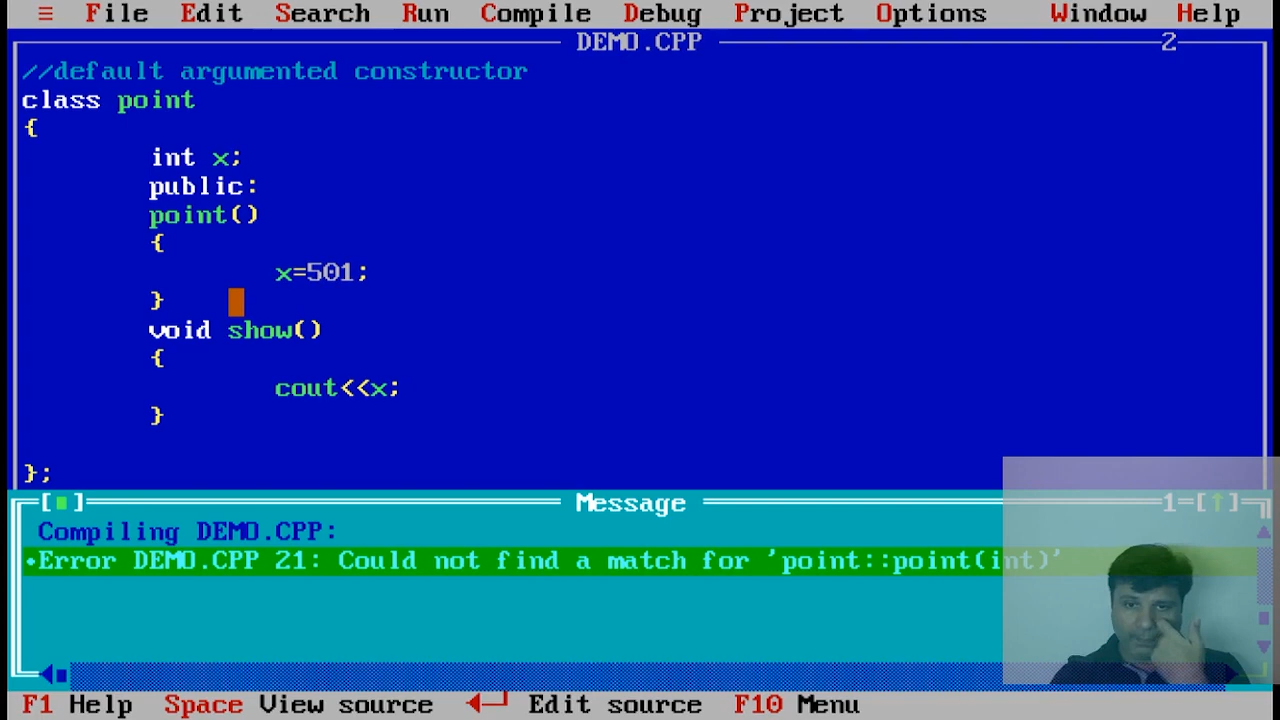 ≡ File Edit Search Run Compile Debug Project Options Window Help
DEMO.CPP 2
//default argumented constructor
class point
{
int x;
public:
point()
{
x=501;
}
void show()
{
cout<<x;
}
};
[■] Message 1=[↑]
Compiling DEMO.CPP:
•Error DEMO.CPP 21: Could not find a match for 'point::point(int)'
F1 Help Space View source ◄─┘ Edit source F10 Menu